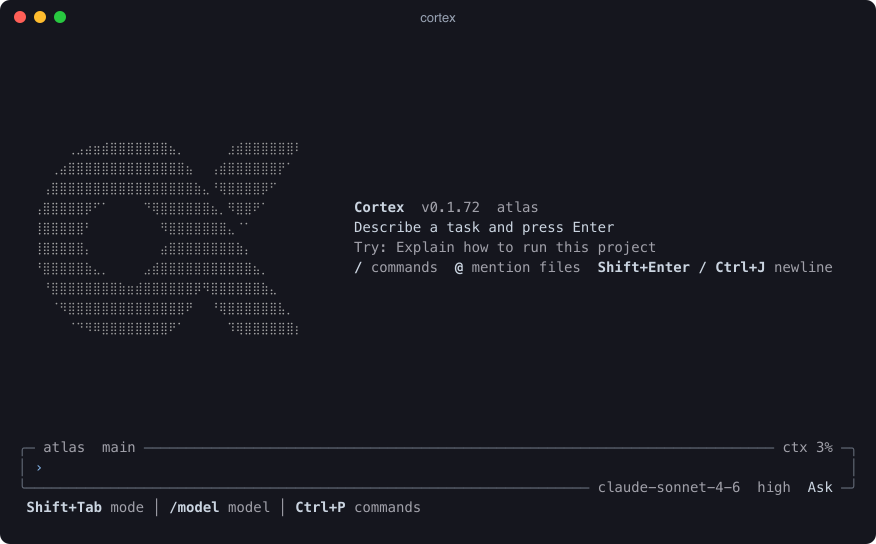 cortex
Cortex v0.1.72 atlas
Describe a task and press Enter
Try: Explain how to run this project
/ commands @ mention files Shift+Enter / Ctrl+J newline
atlas main ctx 3%
›
claude-sonnet-4-6 high Ask
Shift+Tab mode │ /model model │ Ctrl+P commands